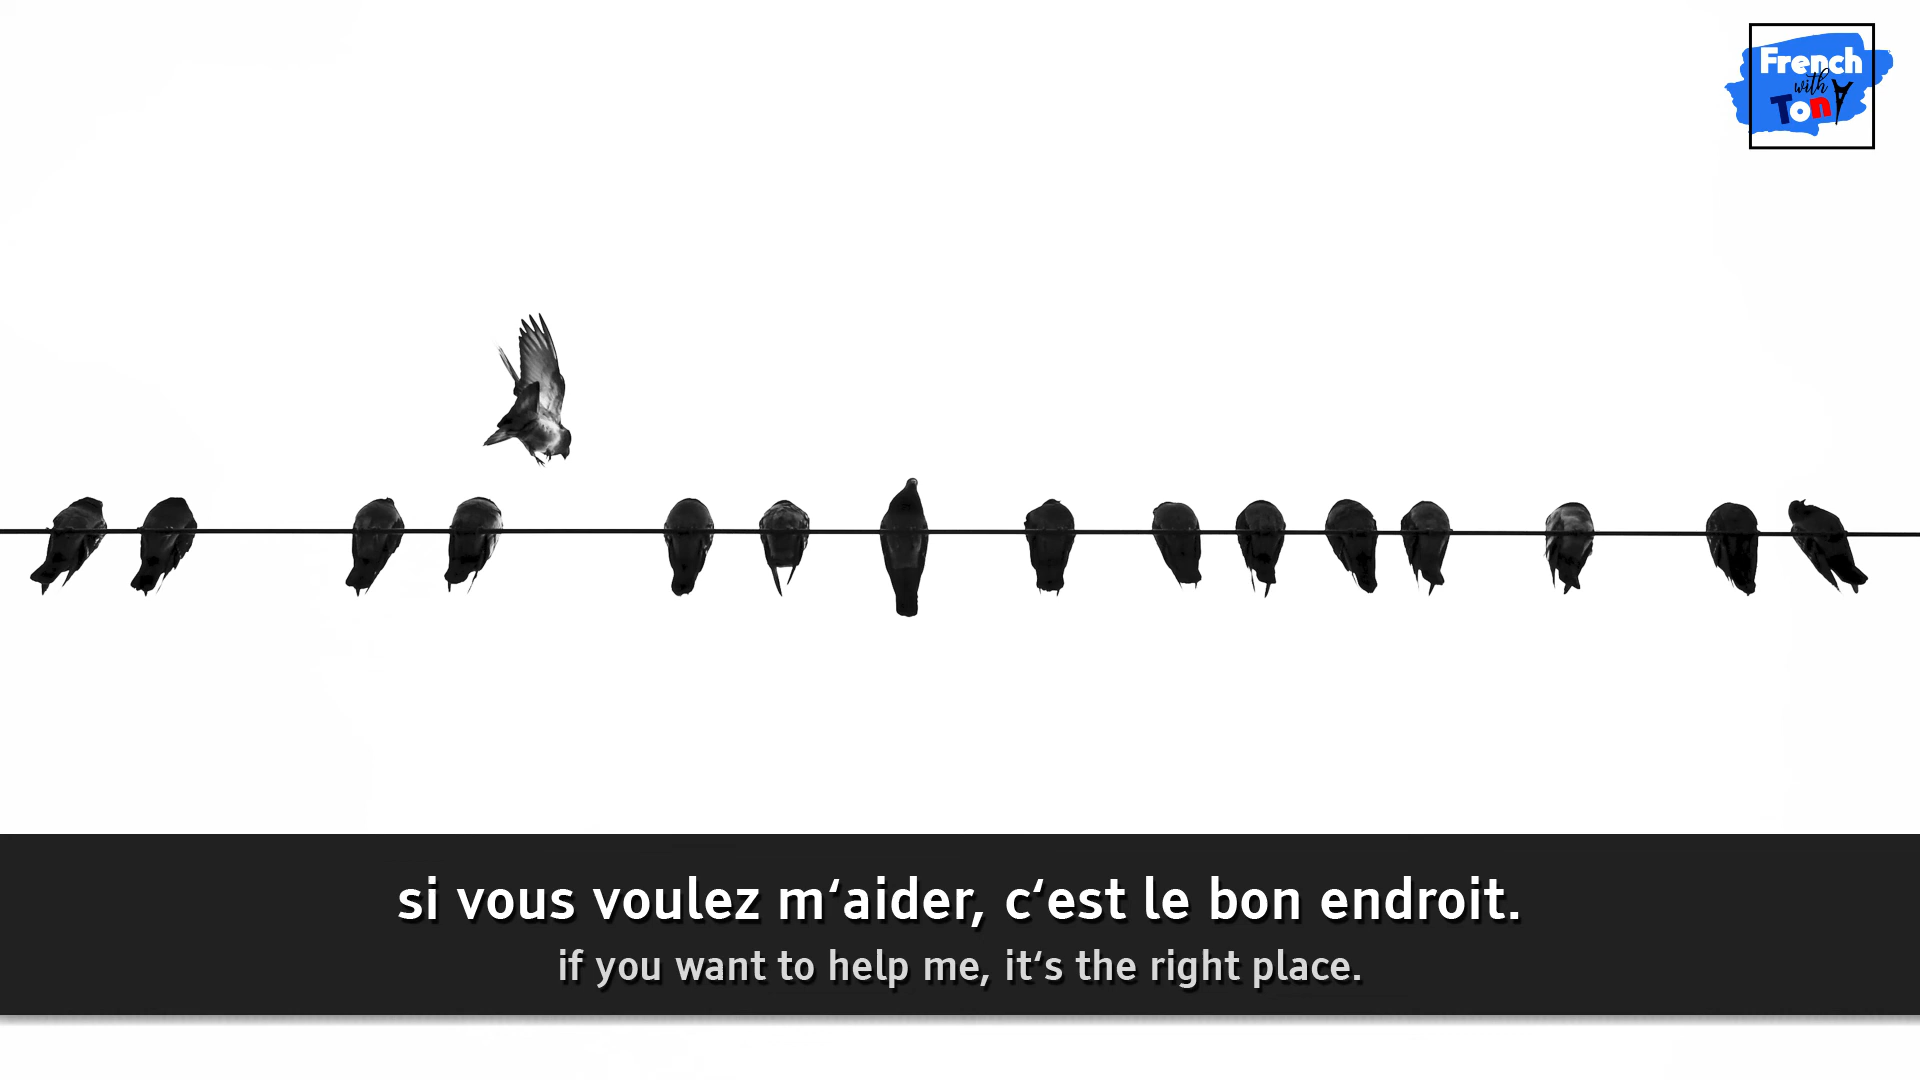 French
with
Tony
si vous voulez m‘aider, c‘est le bon endroit.
if you want to help me, it‘s the right place.